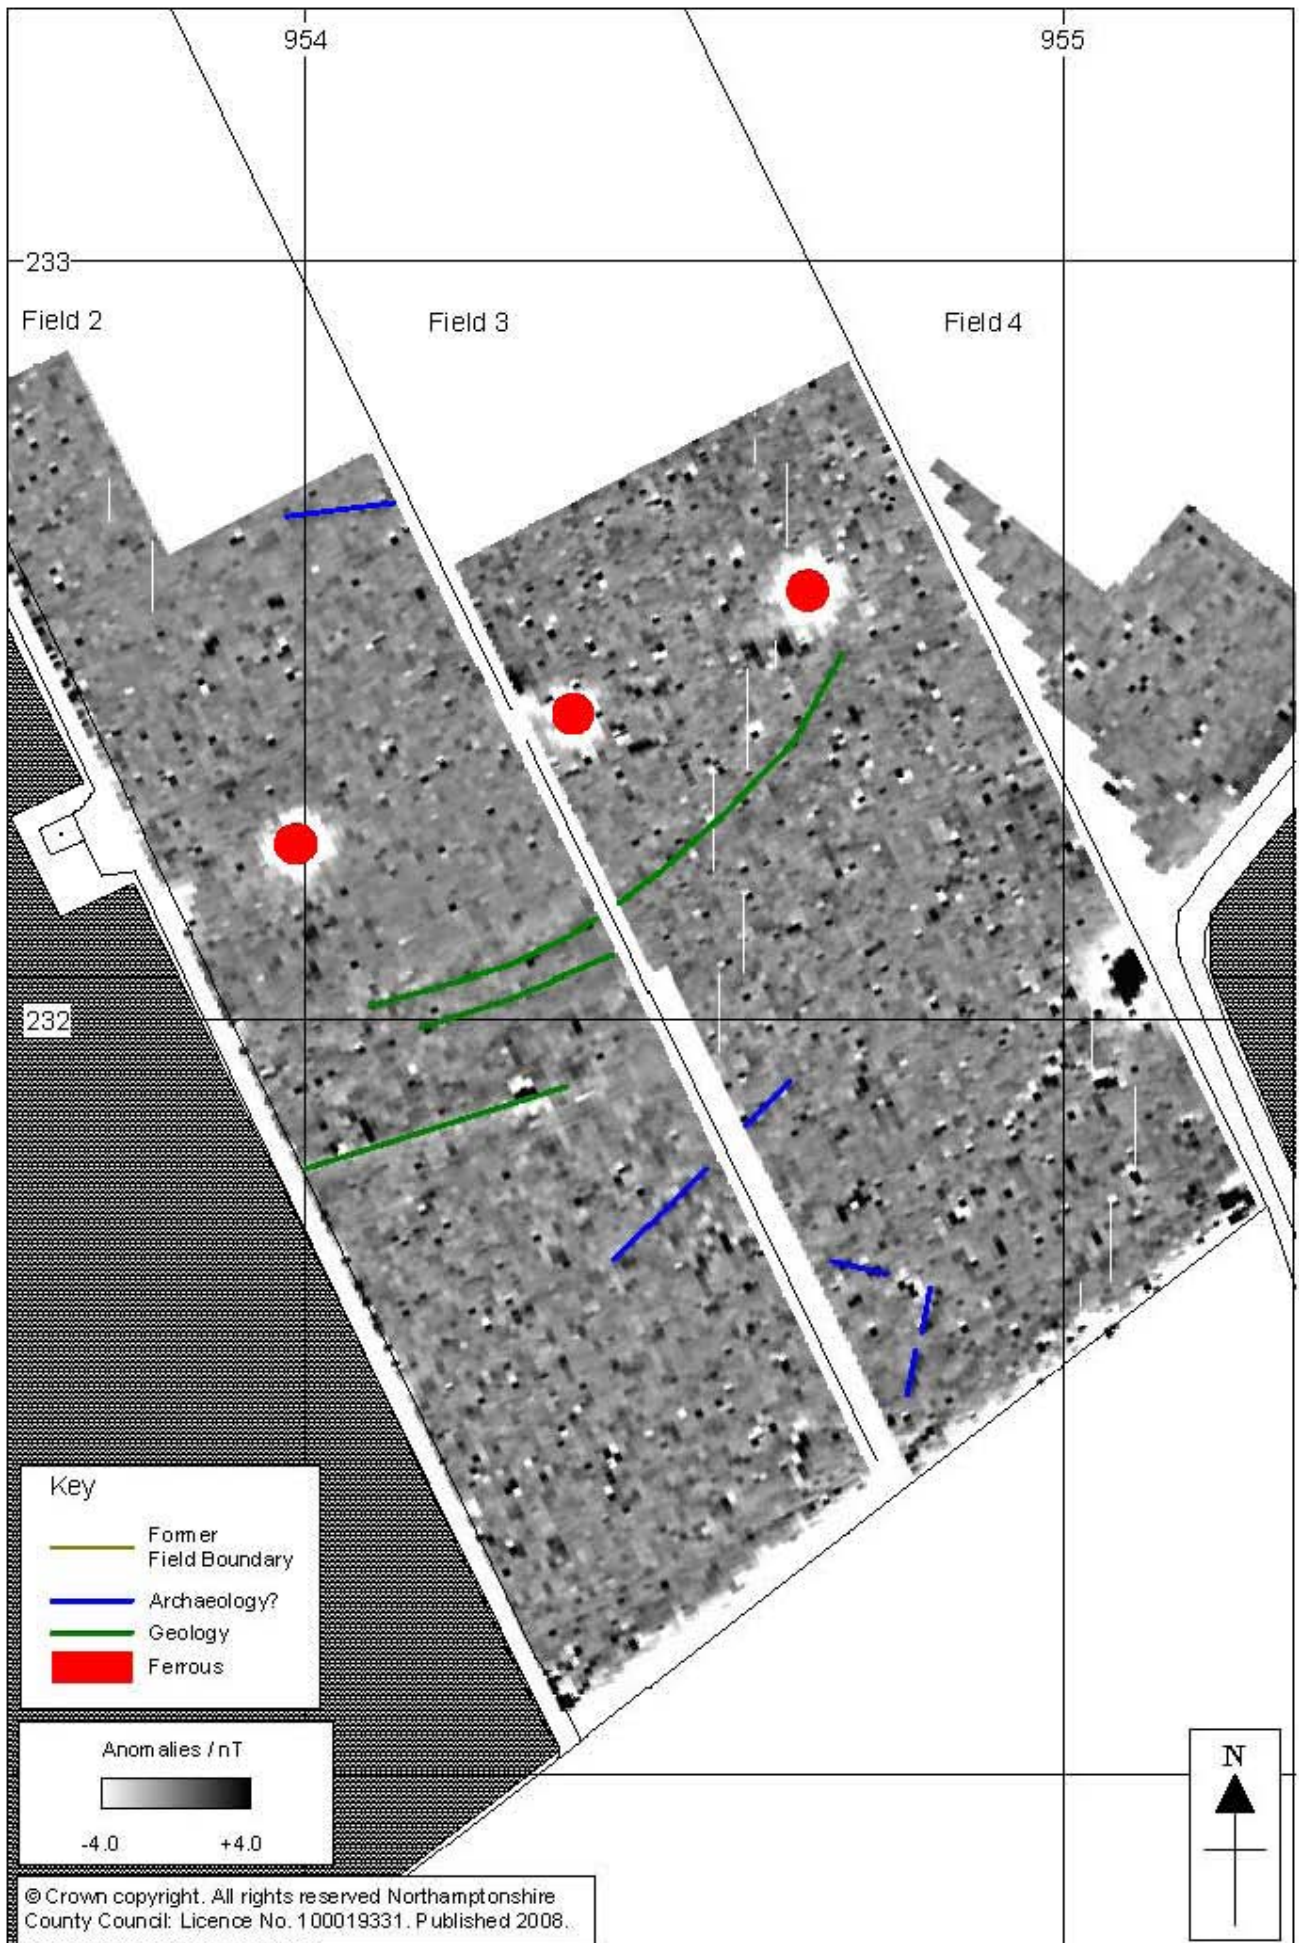 954
955
233
Field 2
Field 3
Field 4
232
Key
Former
Field Boundary
Archaeology?
Geology
Ferrous
Anomalies / nT
-4.0
+4.0
N
© Crown copyright. All rights reserved Northamptonshire
County Council: Licence No. 100019331. Published 2008.